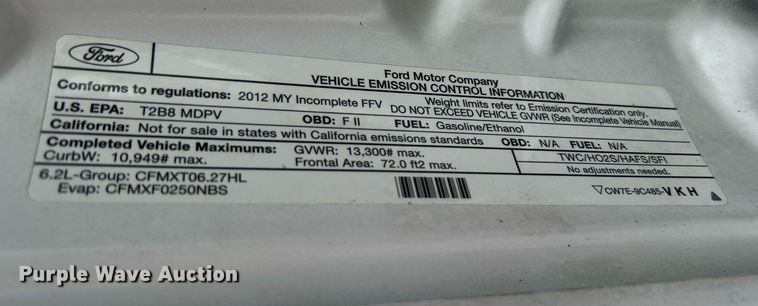 Ford
Ford Motor Company
VEHICLE EMISSION CONTROL INFORMATION
Conforms to regulations: 2012 MY Incomplete FFV
Weight limits refer to Emission Certification only.
DO NOT EXCEED VEHICLE GVWR (See Incomplete Vehicle Manual)
U.S. EPA: T2B8 MDPV OBD: F II FUEL: Gasoline/Ethanol
California: Not for sale in states with California emissions standards OBD: N/A FUEL: N/A
Completed Vehicle Maximums: GVWR: 13,300# max. TWC/HO2S/HAFS/SFI
CurbW: 10,949# max. Frontal Area: 72.0 ft2 max. No adjustments needed.
6.2L-Group: CFMXT06.27HL
Evap: CFMXF0250NBS
CW7E-9C485-VKH
Purple Wave Auction